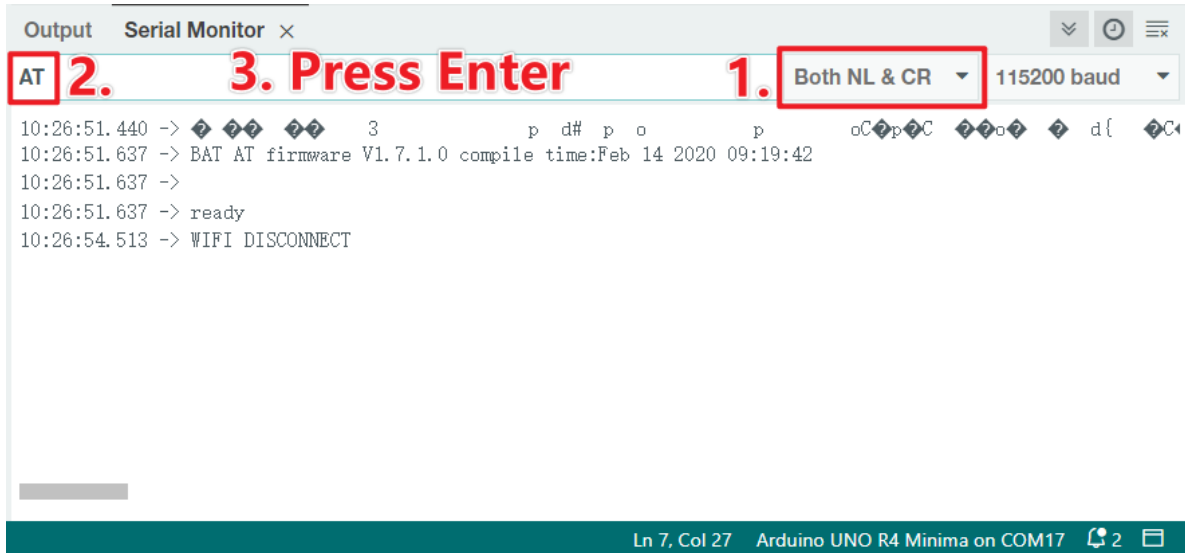 Output Serial Monitor ×
AT 2. 3. Press Enter 1. Both NL & CR 115200 baud
10:26:51.440 -> � �� �� 3 p d# p o p oC�p�C ��o� � d{ �C
10:26:51.637 -> BAT AT firmware V1.7.1.0 compile time:Feb 14 2020 09:19:42
10:26:51.637 ->
10:26:51.637 -> ready
10:26:54.513 -> WIFI DISCONNECT
Ln 7, Col 27 Arduino UNO R4 Minima on COM17 2